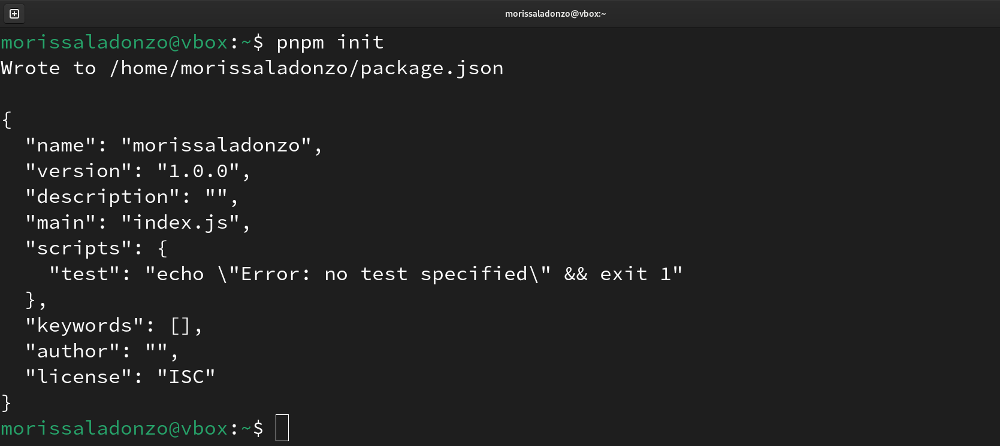 morissaladonzo@vbox:~
morissaladonzo@vbox:~$ pnpm init
Wrote to /home/morissaladonzo/package.json

{
  "name": "morissaladonzo",
  "version": "1.0.0",
  "description": "",
  "main": "index.js",
  "scripts": {
    "test": "echo \"Error: no test specified\" && exit 1"
  },
  "keywords": [],
  "author": "",
  "license": "ISC"
}
morissaladonzo@vbox:~$